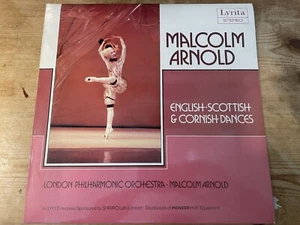 Lyrita
STEREO
MALCOLM
ARNOLD
ENGLISH·SCOTTISH
& CORNISH·DANCES
LONDON PHILHARMONIC ORCHESTRA · MALCOLM ARNOLD